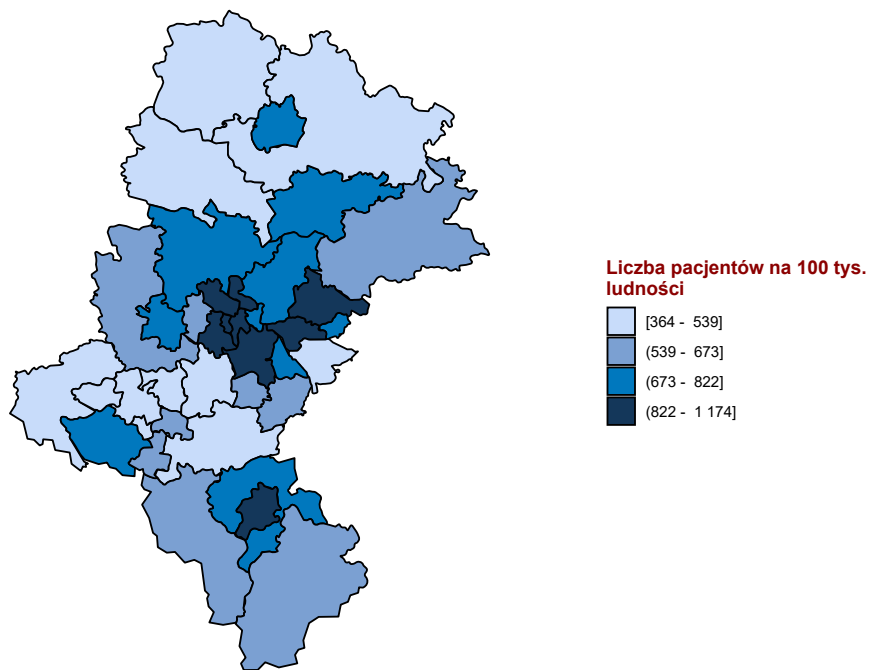 Liczba pacjentów na 100 tys.
ludności
[364 - 539]
(539 - 673]
(673 - 822]
(822 - 1 174]